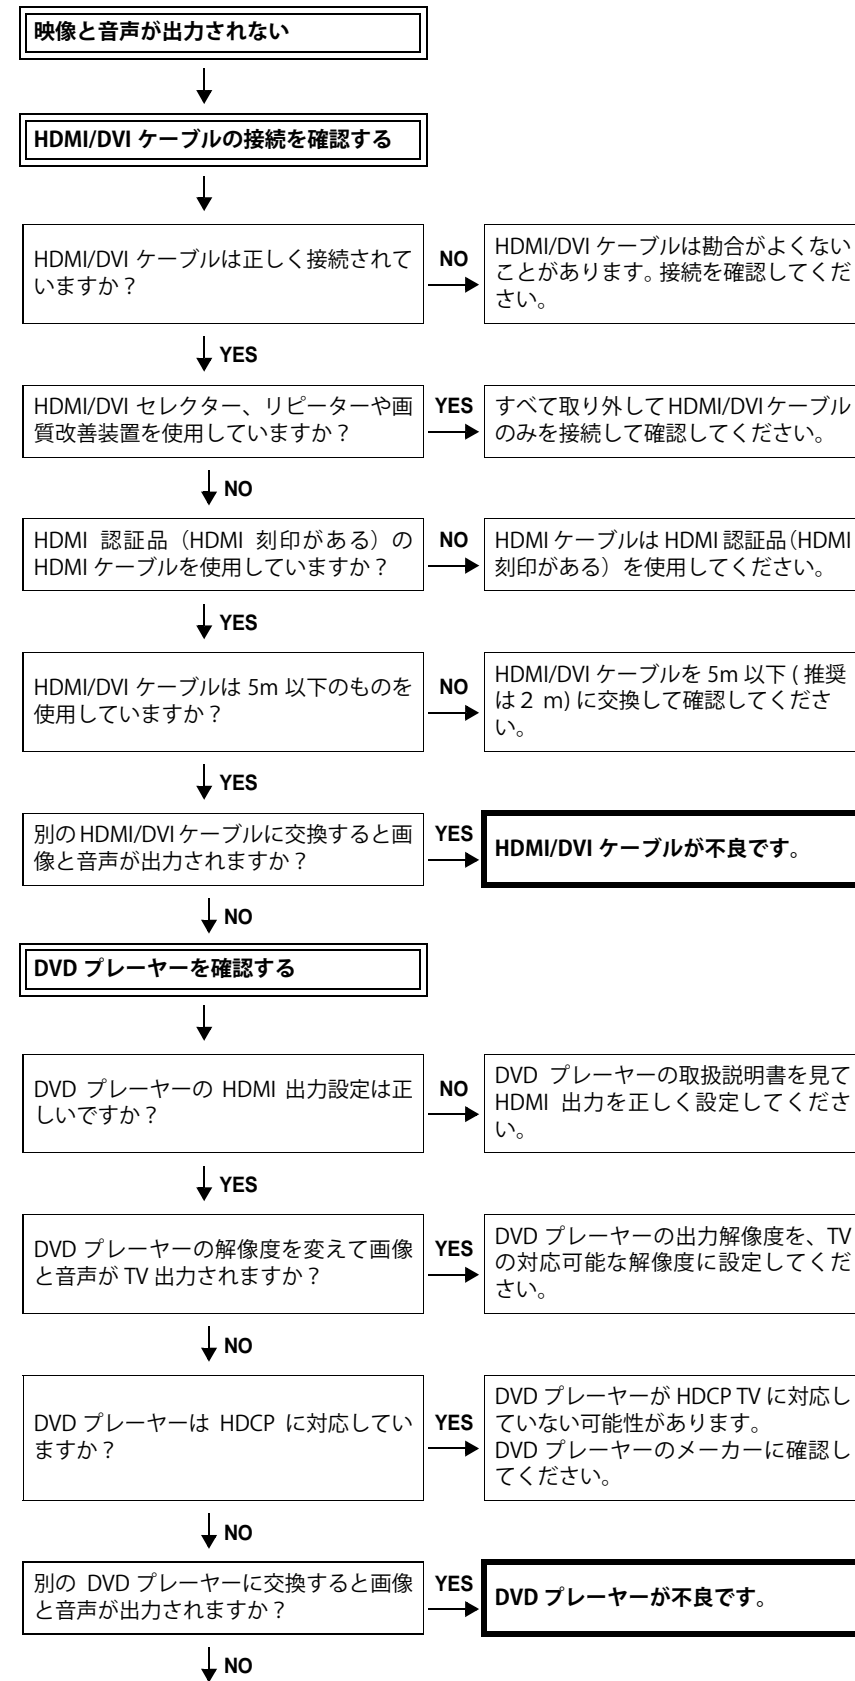 映像と音声が出力されない
HDMI/DVI ケーブルの接続を確認する
HDMI/DVI ケーブルは正しく接続されて
いますか？
NO
HDMI/DVI ケーブルは勘合がよくない
ことがあります。接続を確認してくだ
さい。
YES
HDMI/DVI セレクター、リピーターや画
質改善装置を使用していますか？
YES
すべて取り外してHDMI/DVIケーブル
のみを接続して確認してください。
NO
HDMI 認証品（HDMI 刻印がある）の
HDMI ケーブルを使用していますか？
NO
HDMI ケーブルは HDMI 認証品（HDMI
刻印がある）を使用してください。
YES
HDMI/DVI ケーブルは 5m 以下のものを
使用していますか？
NO
HDMI/DVI ケーブルを 5m 以下 ( 推奨
は２ m) に交換して確認してくださ
い。
YES
別のHDMI/DVIケーブルに交換すると画
像と音声が出力されますか？
YES
HDMI/DVI ケーブルが不良です。
NO
DVD プレーヤーを確認する
DVD プレーヤーの HDMI 出力設定は正
しいですか？
NO
DVD プレーヤーの取扱説明書を見て
HDMI 出力を正しく設定してくださ
い。
YES
DVD プレーヤーの解像度を変えて画像
と音声が TV 出力されますか？
YES
DVD プレーヤーの出力解像度を、TV
の対応可能な解像度に設定してくだ
さい。
NO
DVD プレーヤーは HDCP に対応してい
ますか？
YES
DVD プレーヤーが HDCP TV に対応し
ていない可能性があります。
DVD プレーヤーのメーカーに確認し
てください。
NO
別の DVD プレーヤーに交換すると画像
と音声が出力されますか？
YES
DVD プレーヤーが不良です。
NO